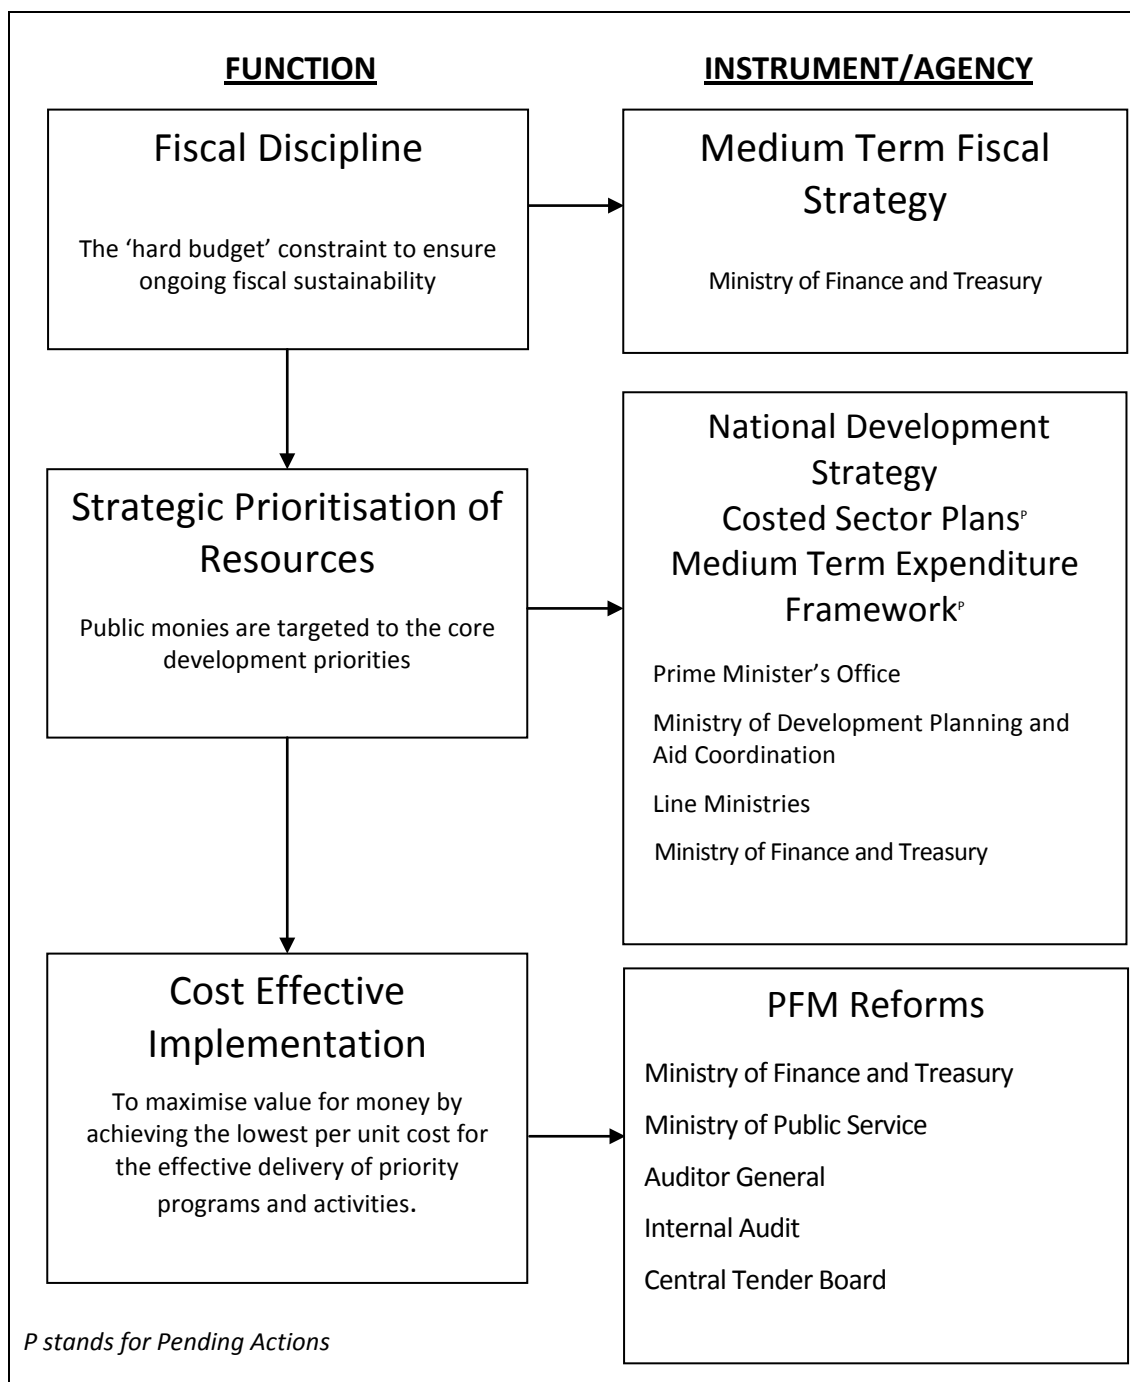 FUNCTION
INSTRUMENT/AGENCY
Fiscal Discipline
The ‘hard budget’ constraint to ensure
ongoing fiscal sustainability
Medium Term Fiscal
Strategy
Ministry of Finance and Treasury
Strategic Prioritisation of
Resources
Public monies are targeted to the core
development priorities
National Development
Strategy
Costed Sector Plansᴾ
Medium Term Expenditure
Frameworkᴾ
Prime Minister’s Office
Ministry of Development Planning and
Aid Coordination
Line Ministries
Ministry of Finance and Treasury
Cost Effective
Implementation
To maximise value for money by
achieving the lowest per unit cost for
the effective delivery of priority
programs and activities.
PFM Reforms
Ministry of Finance and Treasury
Ministry of Public Service
Auditor General
Internal Audit
Central Tender Board
P stands for Pending Actions